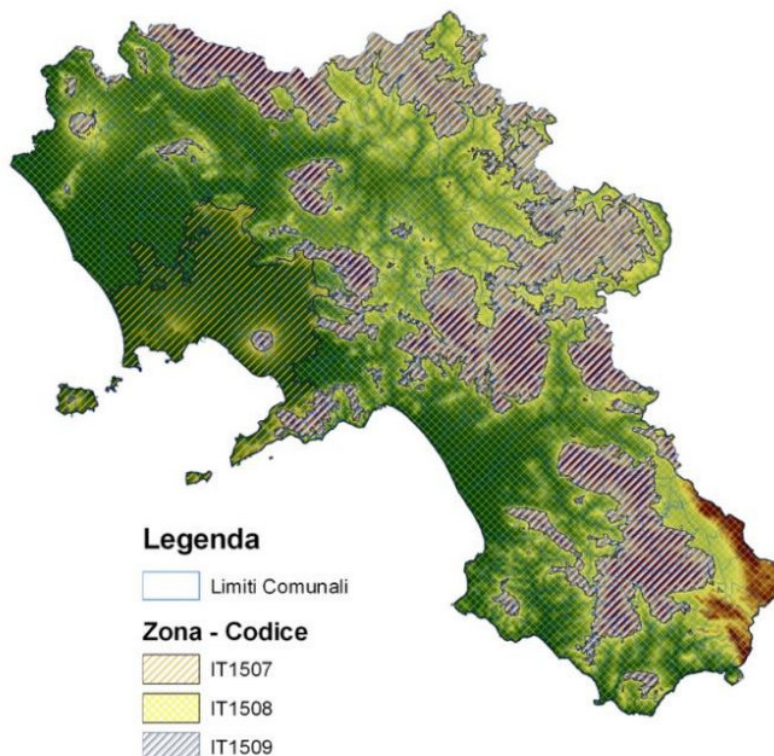 Legenda
Limiti Comunali
Zona - Codice
IT1507
IT1508
IT1509